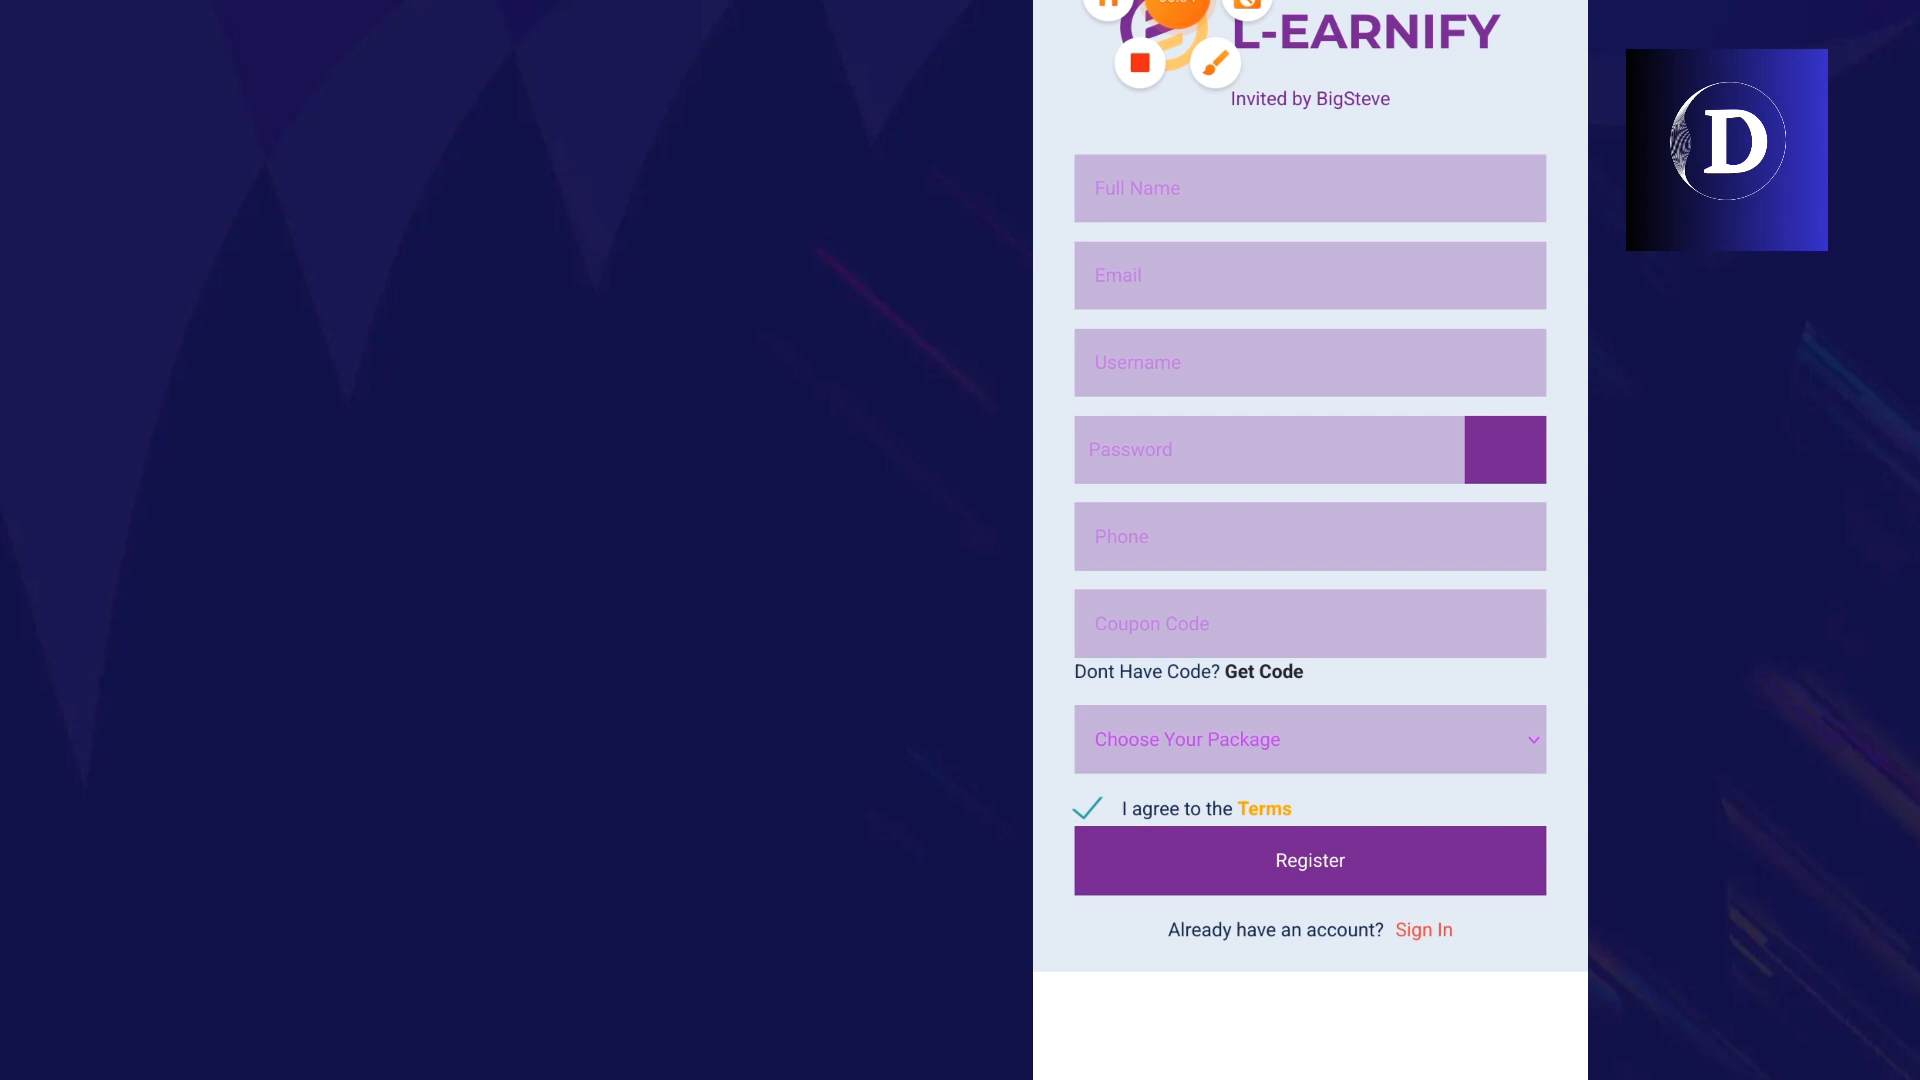 L-EARNIFY
Invited by BigSteve
D
Full Name
Email
Username
Password
Phone
Coupon Code
Dont Have Code? Get Code
Choose Your Package
I agree to the Terms
Register
Already have an account? Sign In